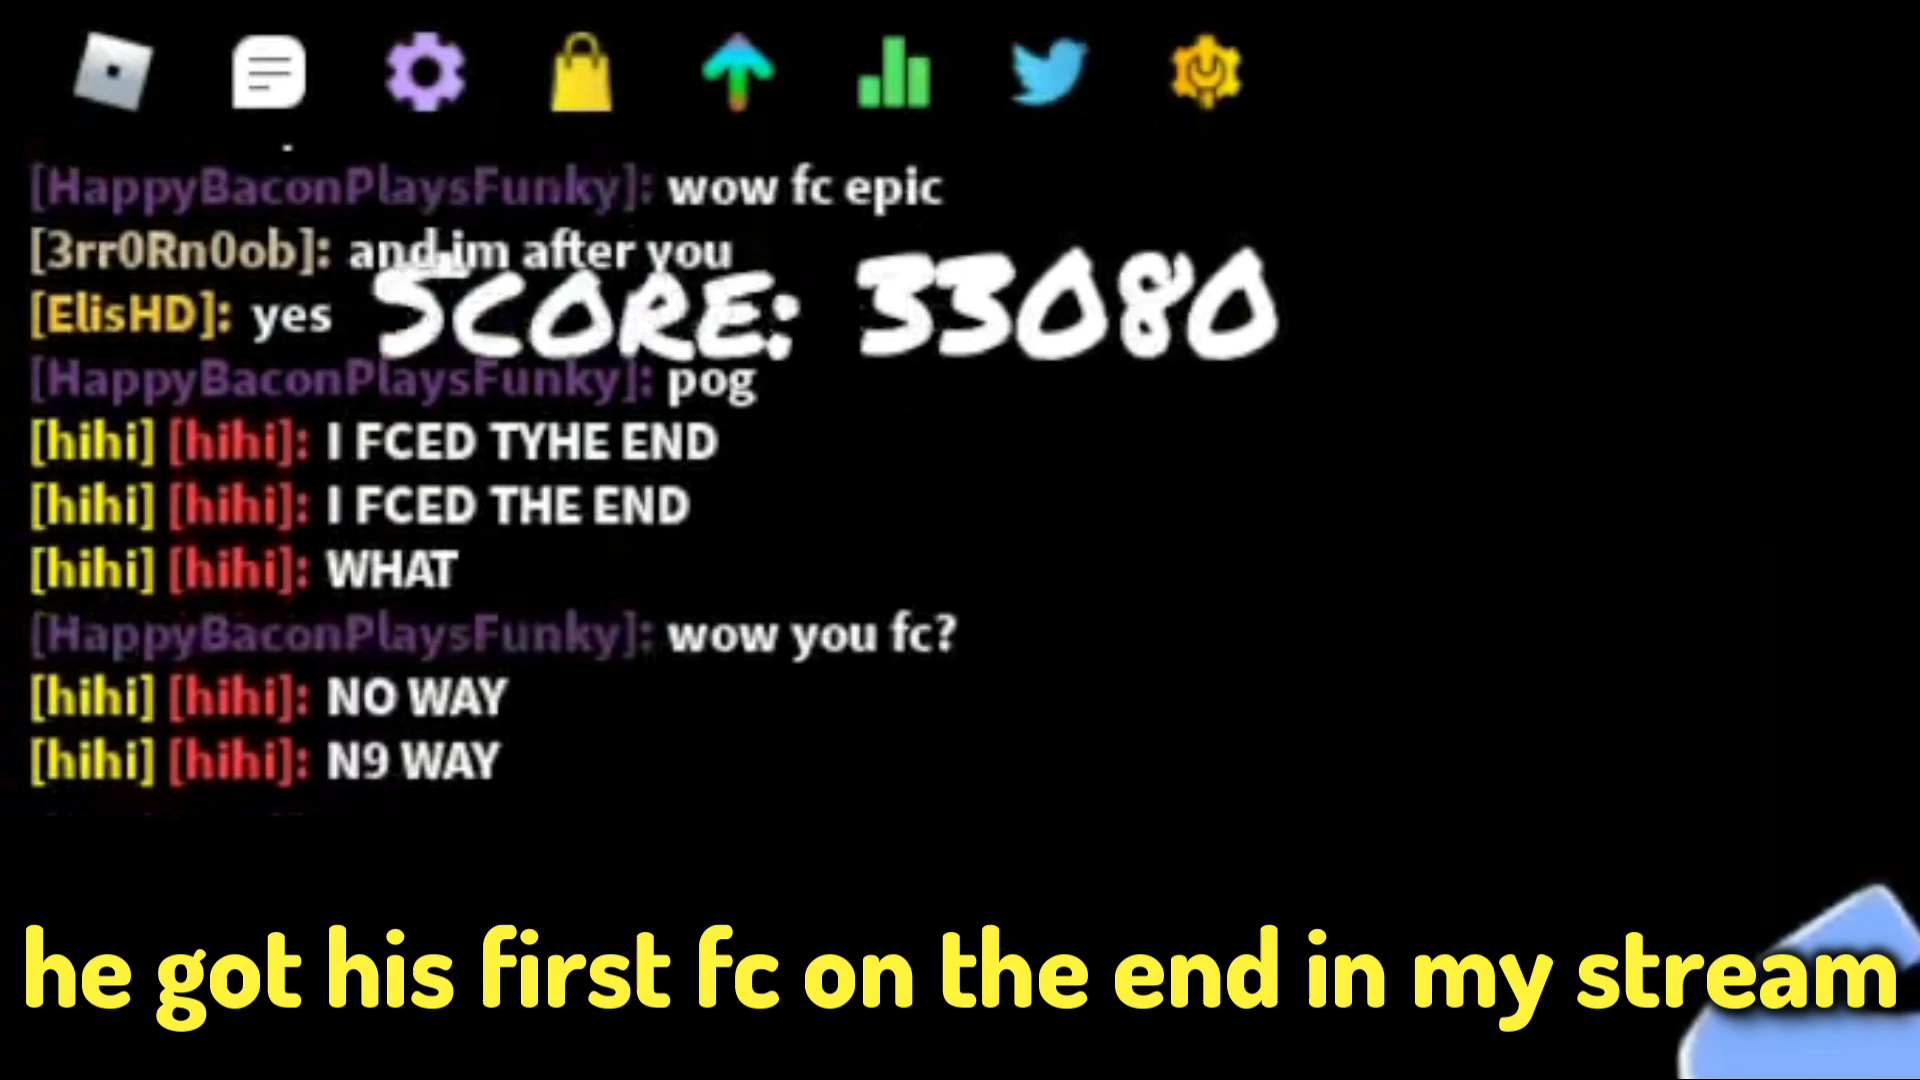 [HappyBaconPlaysFunky]: wow fc epic
[3rr0Rn0ob]: and im after you
[ElisHD]: yes
SCORE: 33080
[HappyBaconPlaysFunky]: pog
[hihi] [hihi]: I FCED TYHE END
[hihi] [hihi]: I FCED THE END
[hihi] [hihi]: WHAT
[HappyBaconPlaysFunky]: wow you fc?
[hihi] [hihi]: NO WAY
[hihi] [hihi]: N9 WAY
he got his first fc on the end in my stream